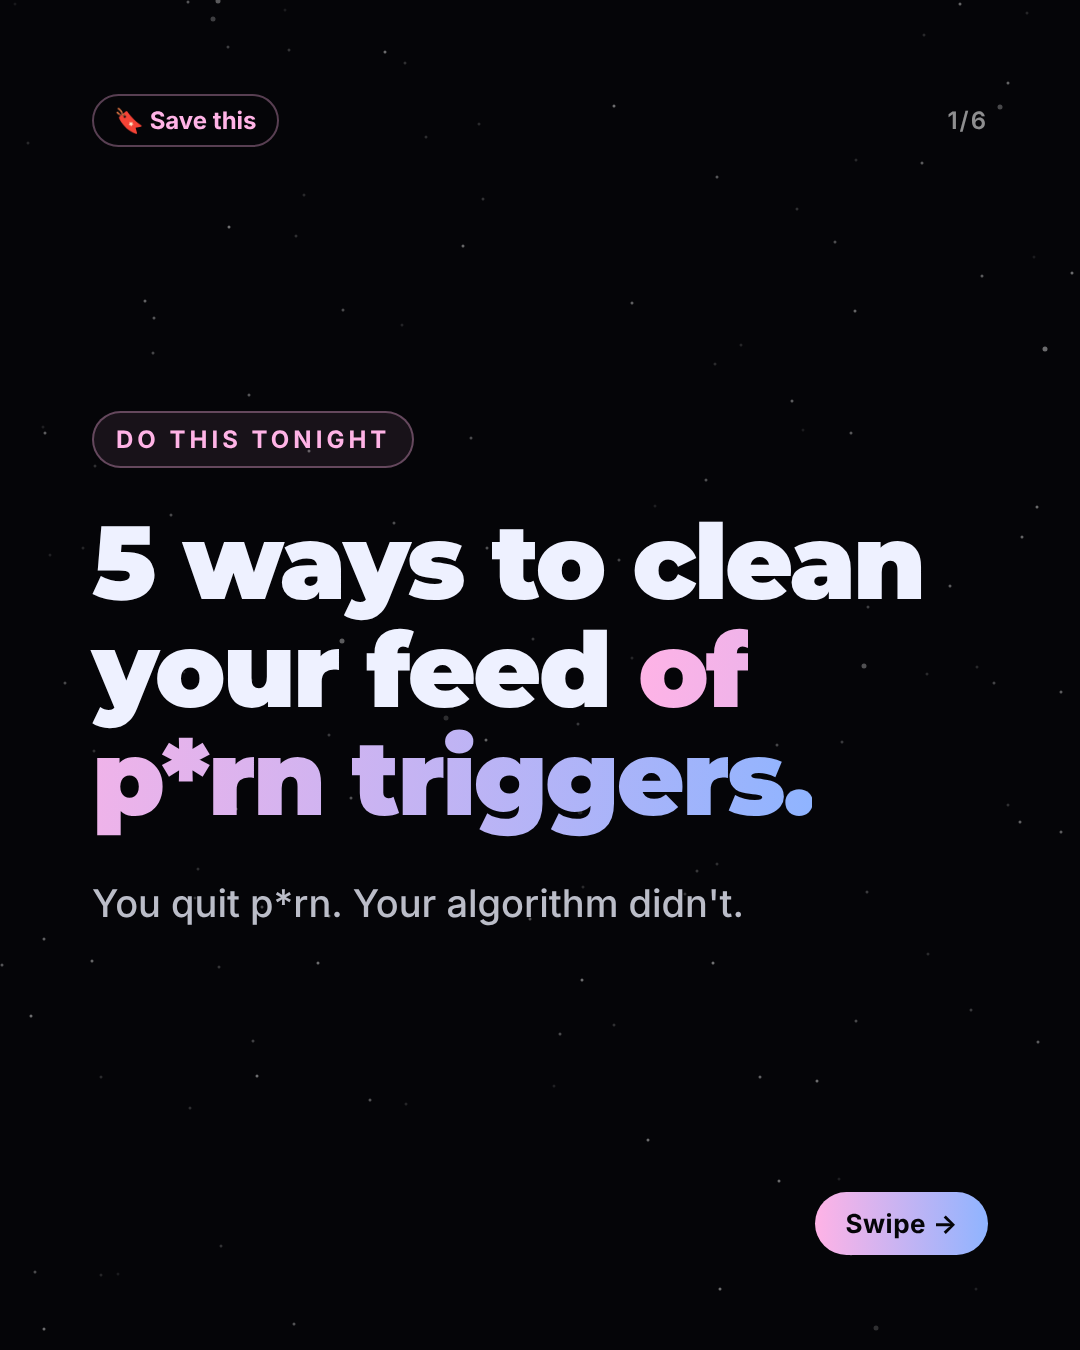 🔖 Save this
1/6
DO THIS TONIGHT
5 ways to clean
your feed of
p*rn triggers.
You quit p*rn. Your algorithm didn't.
Swipe →